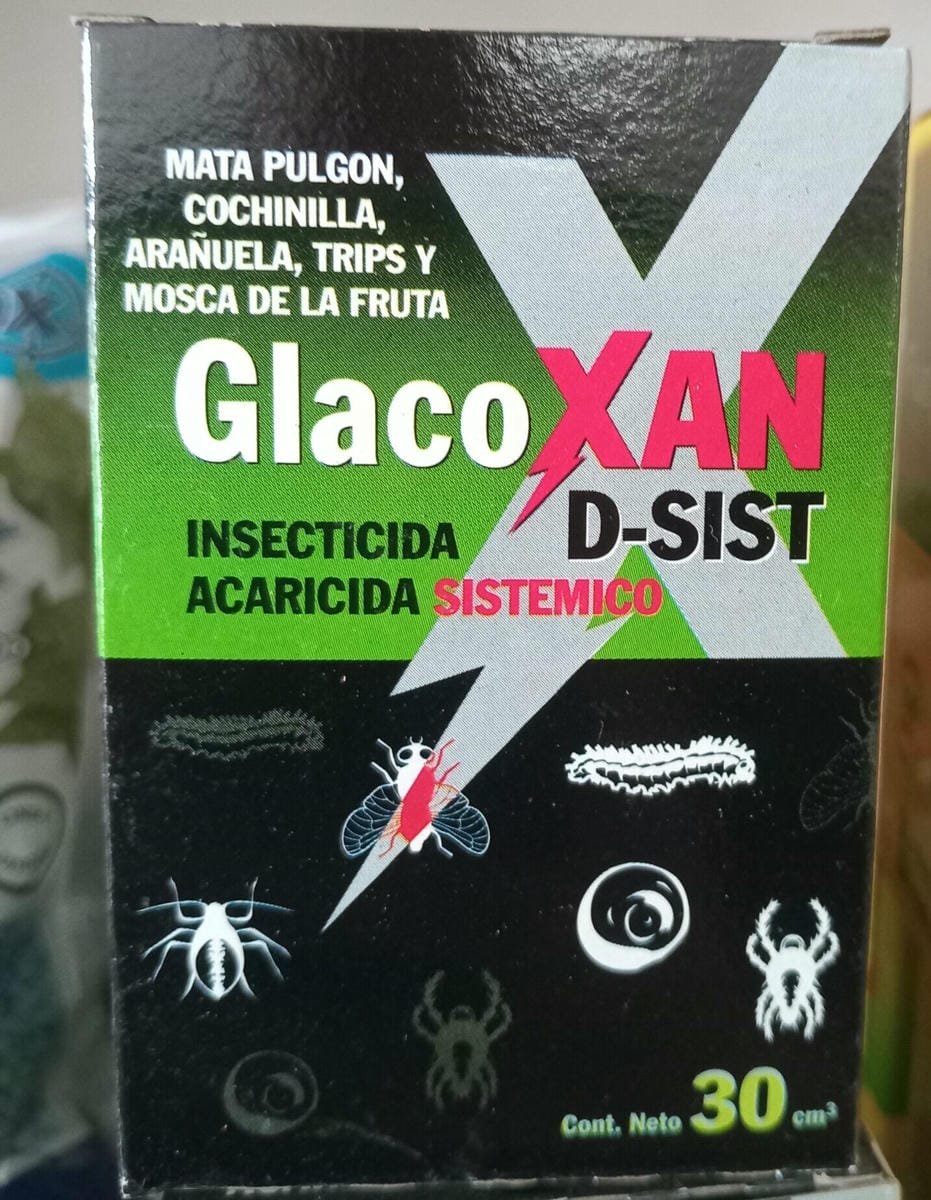 MATA PULGON,
COCHINILLA,
ARAÑUELA, TRIPS Y
MOSCA DE LA FRUTA
GlacoXAN
D-SIST
INSECTICIDA
ACARICIDA SISTEMICO
Cont. Neto 30 cm³